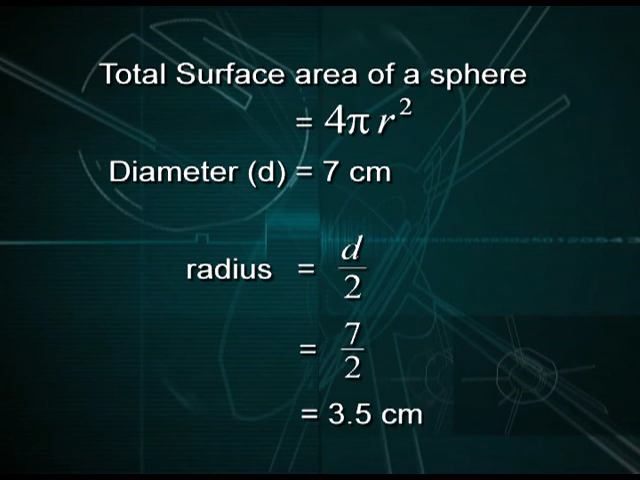 Total Surface area of a sphere
= 4π r²
Diameter (d) = 7 cm
radius = d/2
= 7/2
= 3.5 cm